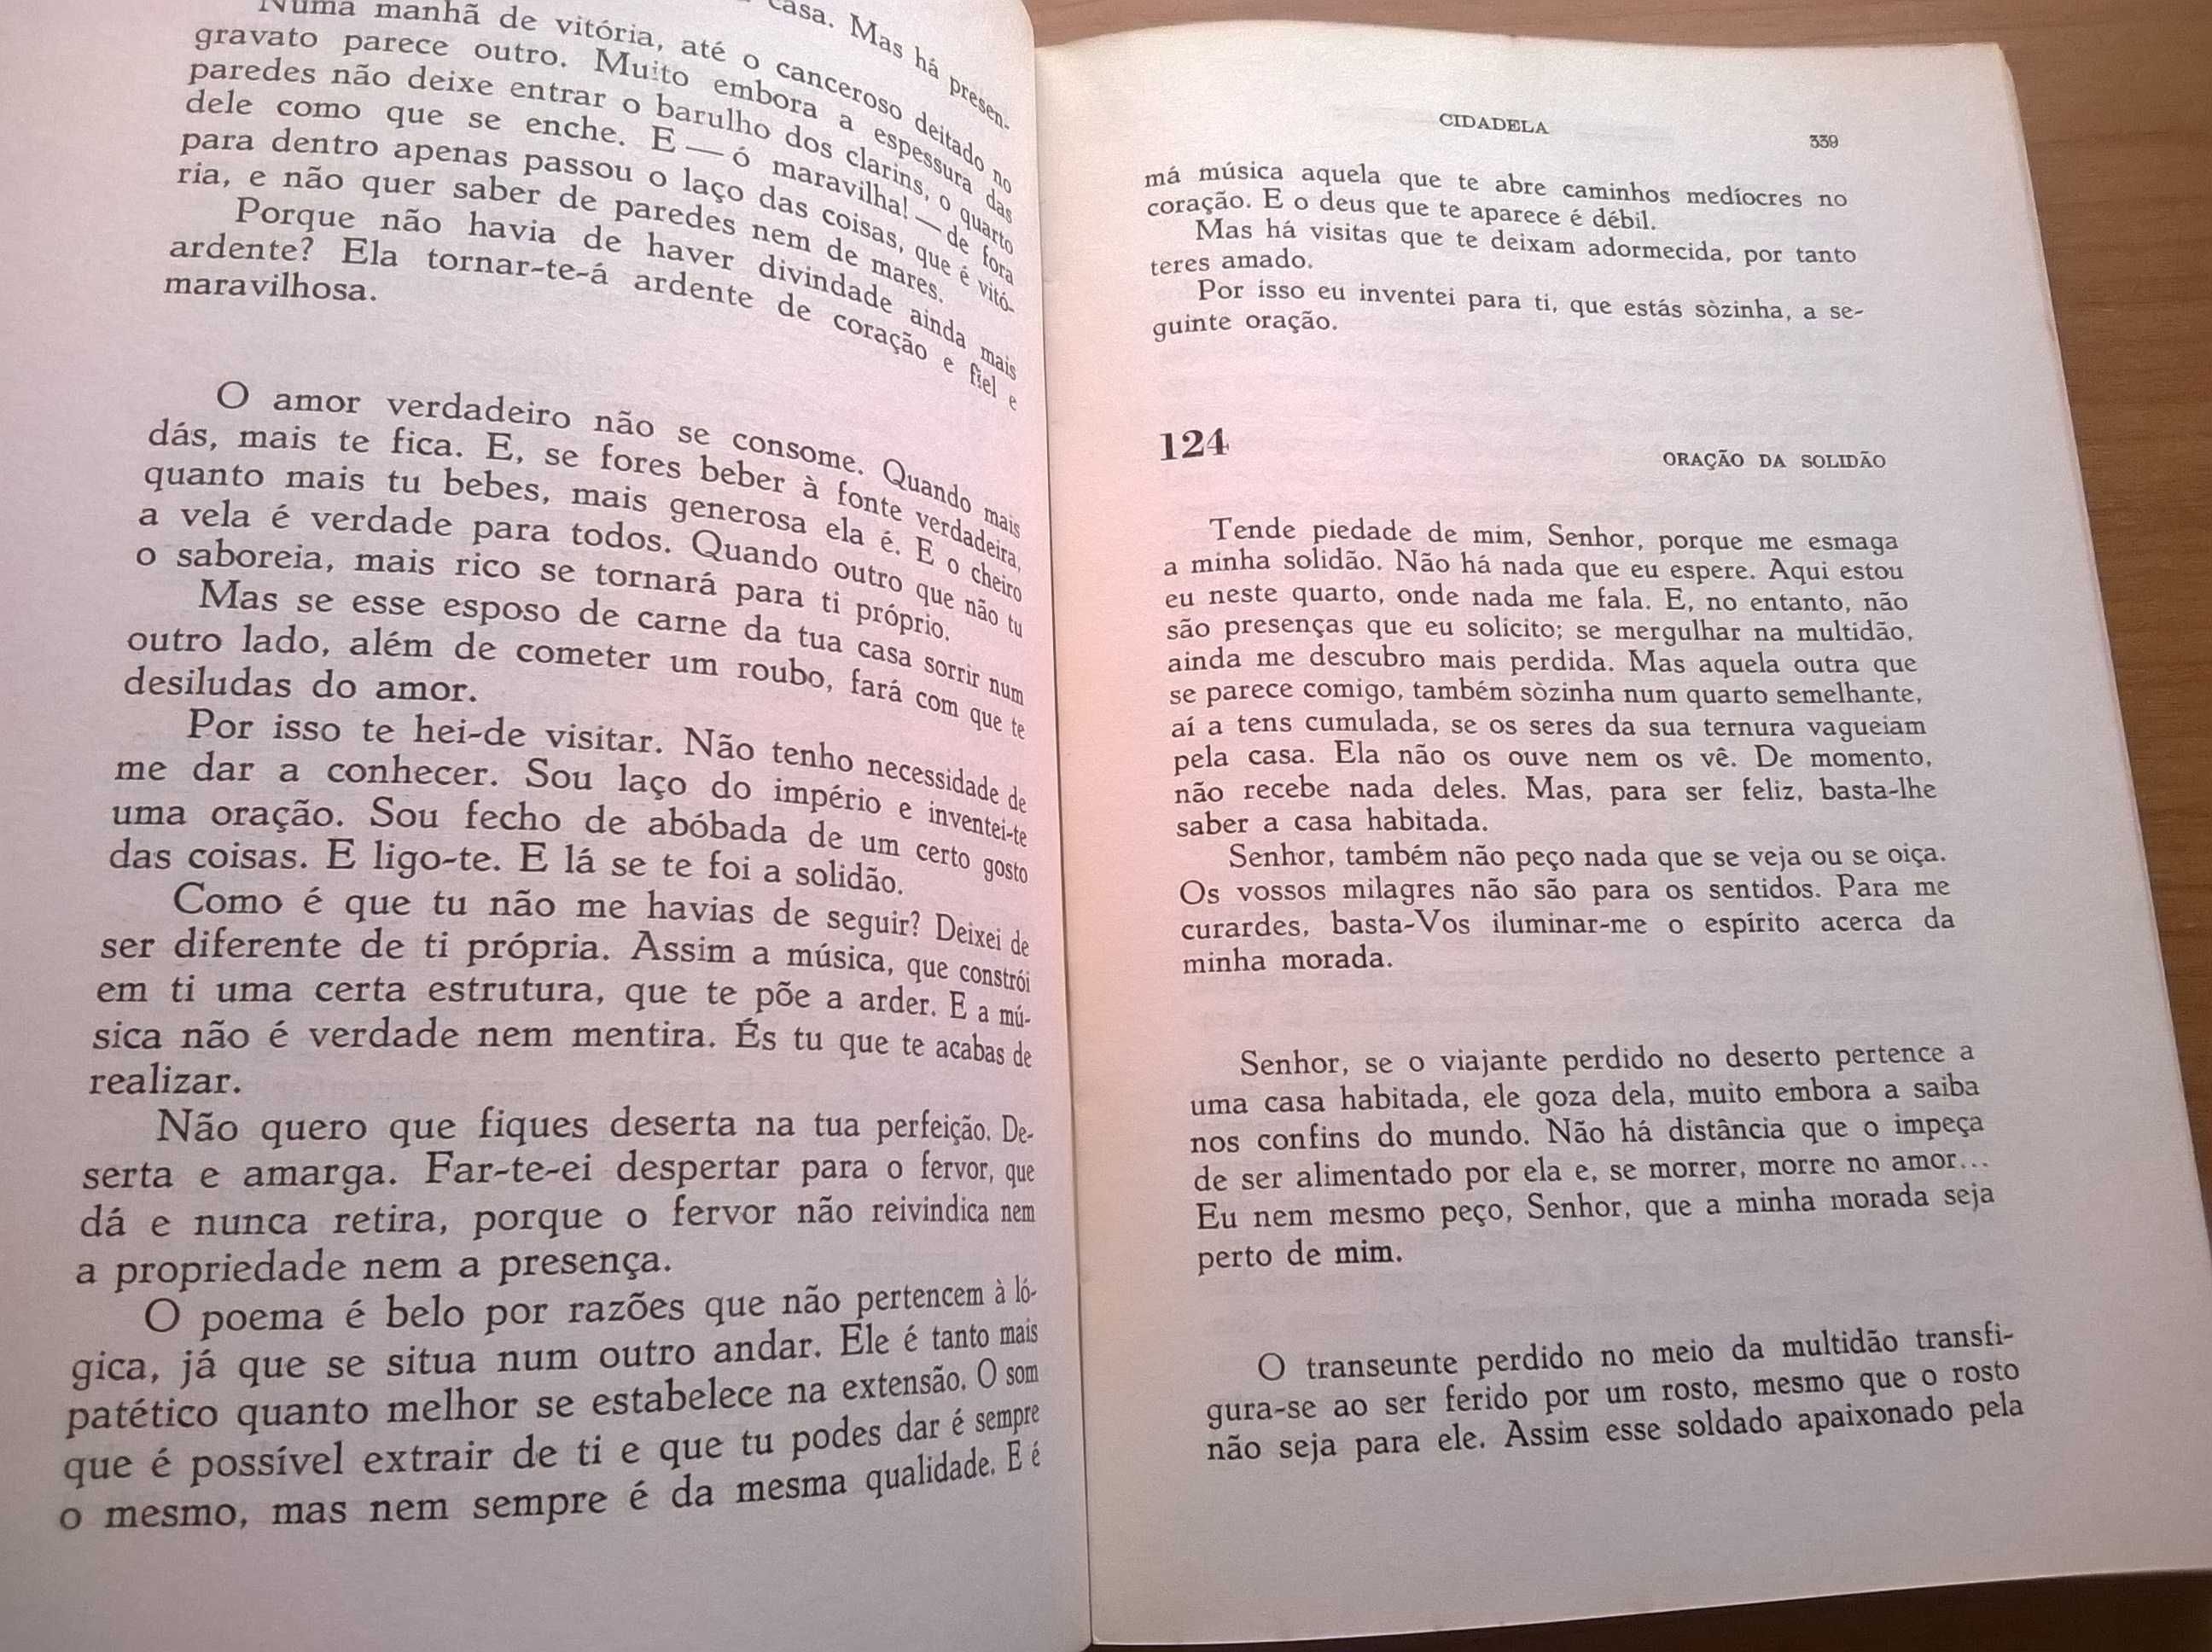 casa. Mas há presen-
Numa manhã de vitória, até o canceroso deitado no
gravato parece outro. Muito embora a espessura das
paredes não deixe entrar o barulho dos clarins, o quarto
dele como que se enche. E — ó maravilha! — de fora
para dentro apenas passou o laço das coisas, que é vitó-
ria, e não quer saber de paredes nem de mares.
Porque não havia de haver divindade ainda mais
ardente? Ela tornar-te-á ardente de coração e fiel e
maravilhosa.
O amor verdadeiro não se consome. Quando mais
dás, mais te fica. E, se fores beber à fonte verdadeira,
quanto mais tu bebes, mais generosa ela é. E o cheiro
a vela é verdade para todos. Quando outro que não tu
o saboreia, mais rico se tornará para ti próprio.
Mas se esse esposo de carne da tua casa sorrir num
outro lado, além de cometer um roubo, fará com que te
desiludas do amor.
Por isso te hei-de visitar. Não tenho necessidade de
me dar a conhecer. Sou laço do império e inventei-te
uma oração. Sou fecho de abóbada de um certo gosto
das coisas. E ligo-te. E lá se te foi a solidão.
Como é que tu não me havias de seguir? Deixei de
ser diferente de ti própria. Assim a música, que constrói
em ti uma certa estrutura, que te põe a arder. E a mú-
sica não é verdade nem mentira. És tu que te acabas de
realizar.
Não quero que fiques deserta na tua perfeição. De-
serta e amarga. Far-te-ei despertar para o fervor, que
dá e nunca retira, porque o fervor não reivindica nem
a propriedade nem a presença.
O poema é belo por razões que não pertencem à ló-
gica, já que se situa num outro andar. Ele é tanto mais
patético quanto melhor se estabelece na extensão. O som
que é possível extrair de ti e que tu podes dar é sempre
o mesmo, mas nem sempre é da mesma qualidade. E é
CIDADELA 339
má música aquela que te abre caminhos medíocres no
coração. E o deus que te aparece é débil.
Mas há visitas que te deixam adormecida, por tanto
teres amado.
Por isso eu inventei para ti, que estás sòzinha, a se-
guinte oração.
124 ORAÇÃO DA SOLIDÃO
Tende piedade de mim, Senhor, porque me esmaga
a minha solidão. Não há nada que eu espere. Aqui estou
eu neste quarto, onde nada me fala. E, no entanto, não
são presenças que eu solicito; se mergulhar na multidão,
ainda me descubro mais perdida. Mas aquela outra que
se parece comigo, também sòzinha num quarto semelhante,
aí a tens cumulada, se os seres da sua ternura vagueiam
pela casa. Ela não os ouve nem os vê. De momento,
não recebe nada deles. Mas, para ser feliz, basta-lhe
saber a casa habitada.
Senhor, também não peço nada que se veja ou se oiça.
Os vossos milagres não são para os sentidos. Para me
curardes, basta-Vos iluminar-me o espírito acerca da
minha morada.
Senhor, se o viajante perdido no deserto pertence a
uma casa habitada, ele goza dela, muito embora a saiba
nos confins do mundo. Não há distância que o impeça
de ser alimentado por ela e, se morrer, morre no amor...
Eu nem mesmo peço, Senhor, que a minha morada seja
perto de mim.
O transeunte perdido no meio da multidão transfi-
gura-se ao ser ferido por um rosto, mesmo que o rosto
não seja para ele. Assim esse soldado apaixonado pela